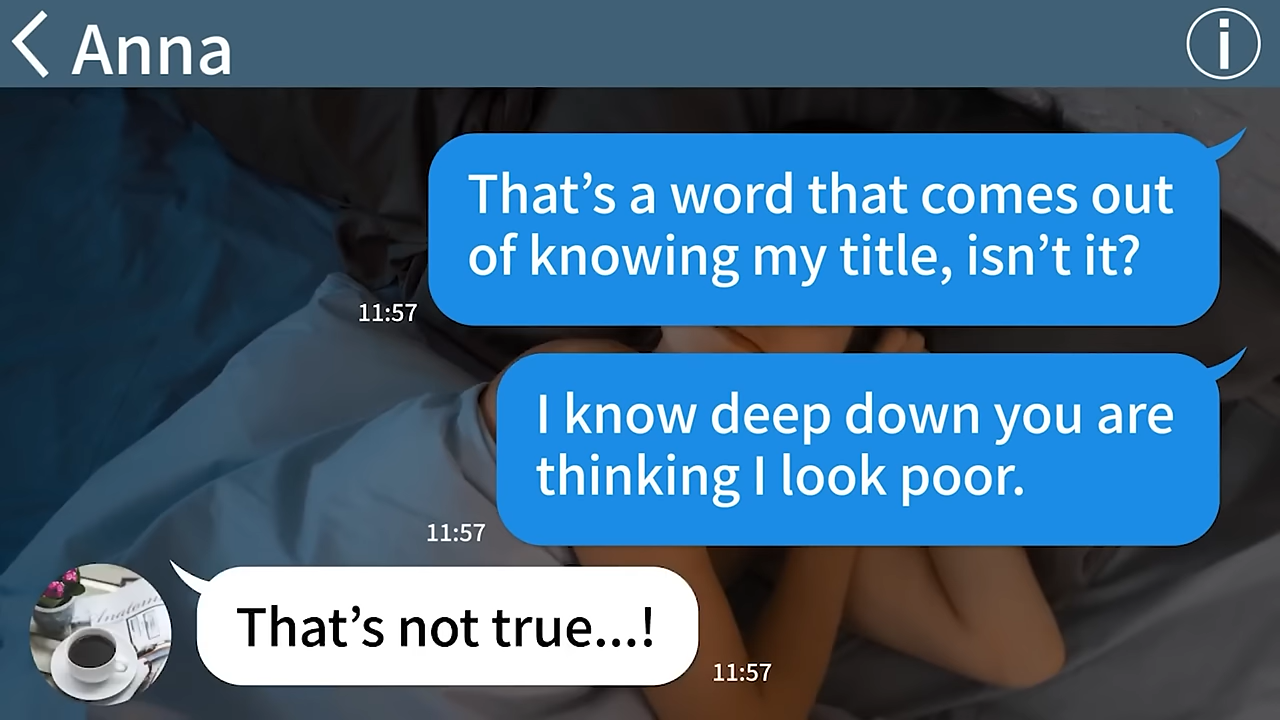 Anna
That’s a word that comes out
of knowing my title, isn’t it?
11:57
I know deep down you are
thinking I look poor.
11:57
That’s not true...!
11:57